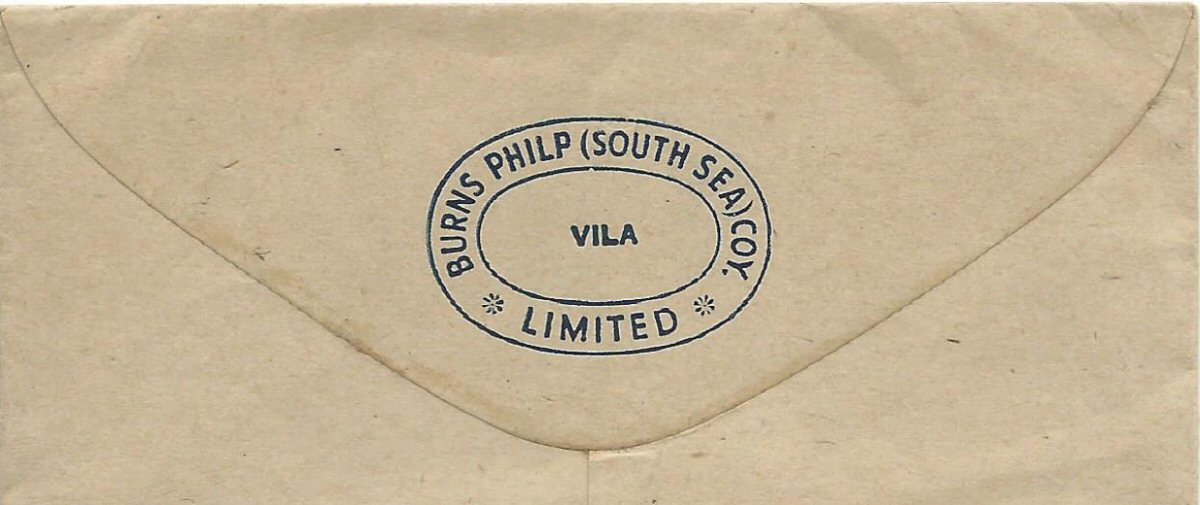 BURNS PHILP (SOUTH SEA) COY.
VILA
* LIMITED *